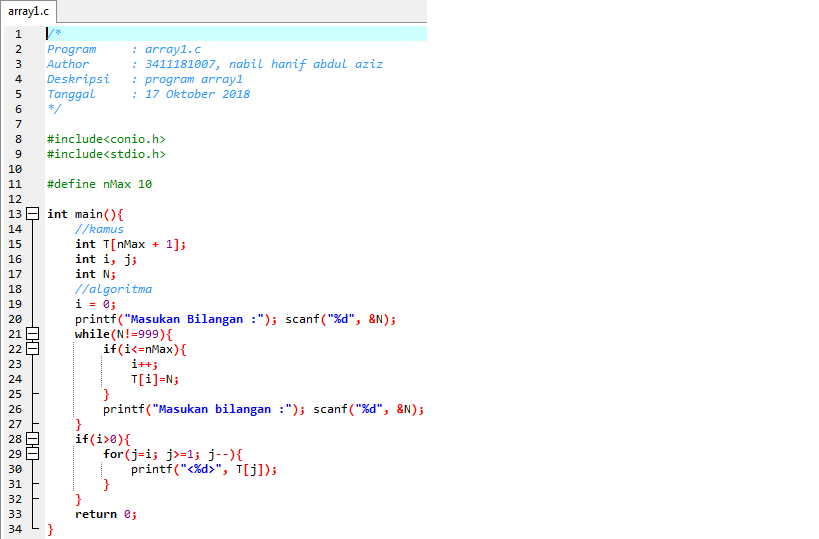 array1.c
1 /*
2 Program     : array1.c
3 Author      : 3411181007, nabil hanif abdul aziz
4 Deskripsi   : program array1
5 Tanggal     : 17 Oktober 2018
6 */
7
8 #include<conio.h>
9 #include<stdio.h>
10
11 #define nMax 10
12
13 int main(){
14     //kamus
15     int T[nMax + 1];
16     int i, j;
17     int N;
18     //algoritma
19     i = 0;
20     printf("Masukan Bilangan :"); scanf("%d", &N);
21     while(N!=999){
22         if(i<=nMax){
23             i++;
24             T[i]=N;
25         }
26         printf("Masukan bilangan :"); scanf("%d", &N);
27     }
28     if(i>0){
29         for(j=i; j>=1; j--){
30             printf("<%d>", T[j]);
31         }
32     }
33     return 0;
34 }